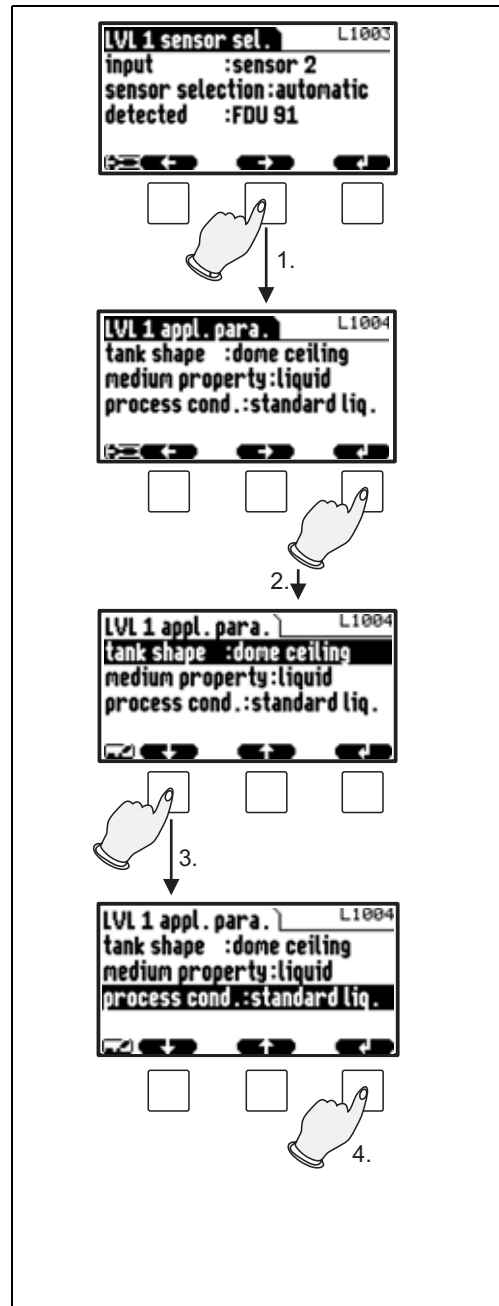 LVL 1 sensor sel. L1003
input :sensor 2
sensor selection:automatic
detected :FDU 91
1.
LVL 1 appl. para. L1004
tank shape :dome ceiling
medium property:liquid
process cond.:standard liq.
2.
LVL 1 appl. para. L1004
tank shape :dome ceiling
medium property:liquid
process cond.:standard liq.
3.
LVL 1 appl. para. L1004
tank shape :dome ceiling
medium property:liquid
process cond.:standard liq.
4.